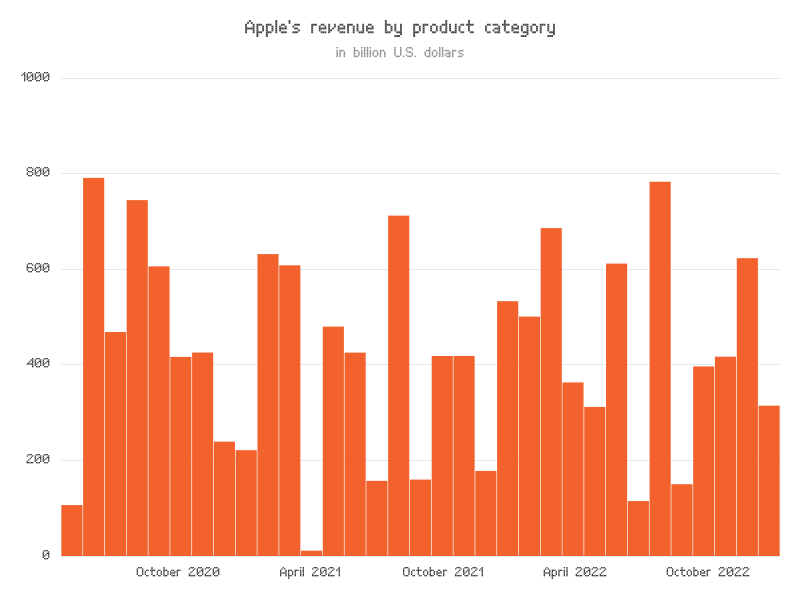 Apple's revenue by product category
in billion U.S. dollars
1000
800
600
400
200
0
October 2020 April 2021 October 2021 April 2022 October 2022